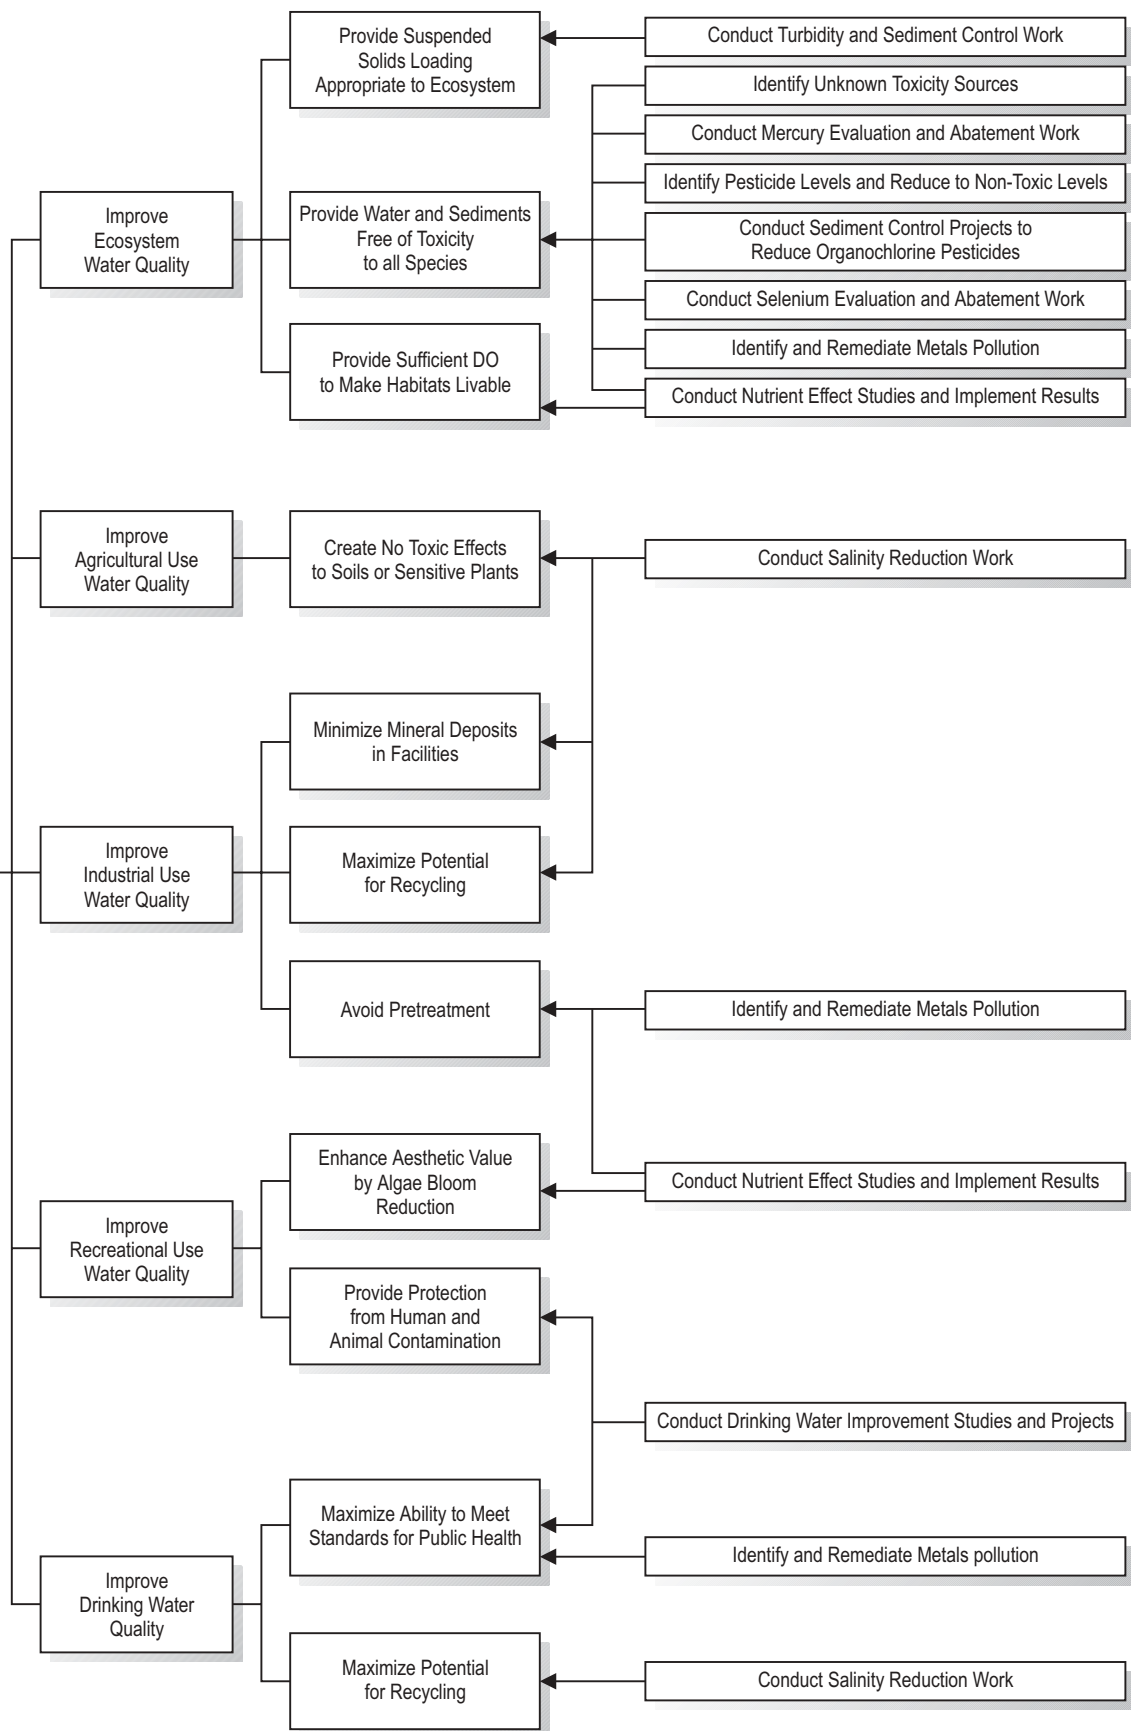 Improve
Ecosystem
Water Quality
Provide Suspended
Solids Loading
Appropriate to Ecosystem
Conduct Turbidity and Sediment Control Work
Provide Water and Sediments
Free of Toxicity
to all Species
Identify Unknown Toxicity Sources
Conduct Mercury Evaluation and Abatement Work
Identify Pesticide Levels and Reduce to Non-Toxic Levels
Conduct Sediment Control Projects to
Reduce Organochlorine Pesticides
Conduct Selenium Evaluation and Abatement Work
Identify and Remediate Metals Pollution
Provide Sufficient DO
to Make Habitats Livable
Conduct Nutrient Effect Studies and Implement Results
Improve
Agricultural Use
Water Quality
Create No Toxic Effects
to Soils or Sensitive Plants
Conduct Salinity Reduction Work
Improve
Industrial Use
Water Quality
Minimize Mineral Deposits
in Facilities
Maximize Potential
for Recycling
Avoid Pretreatment
Identify and Remediate Metals Pollution
Improve
Recreational Use
Water Quality
Enhance Aesthetic Value
by Algae Bloom
Reduction
Conduct Nutrient Effect Studies and Implement Results
Provide Protection
from Human and
Animal Contamination
Conduct Drinking Water Improvement Studies and Projects
Improve
Drinking Water
Quality
Maximize Ability to Meet
Standards for Public Health
Identify and Remediate Metals pollution
Maximize Potential
for Recycling
Conduct Salinity Reduction Work